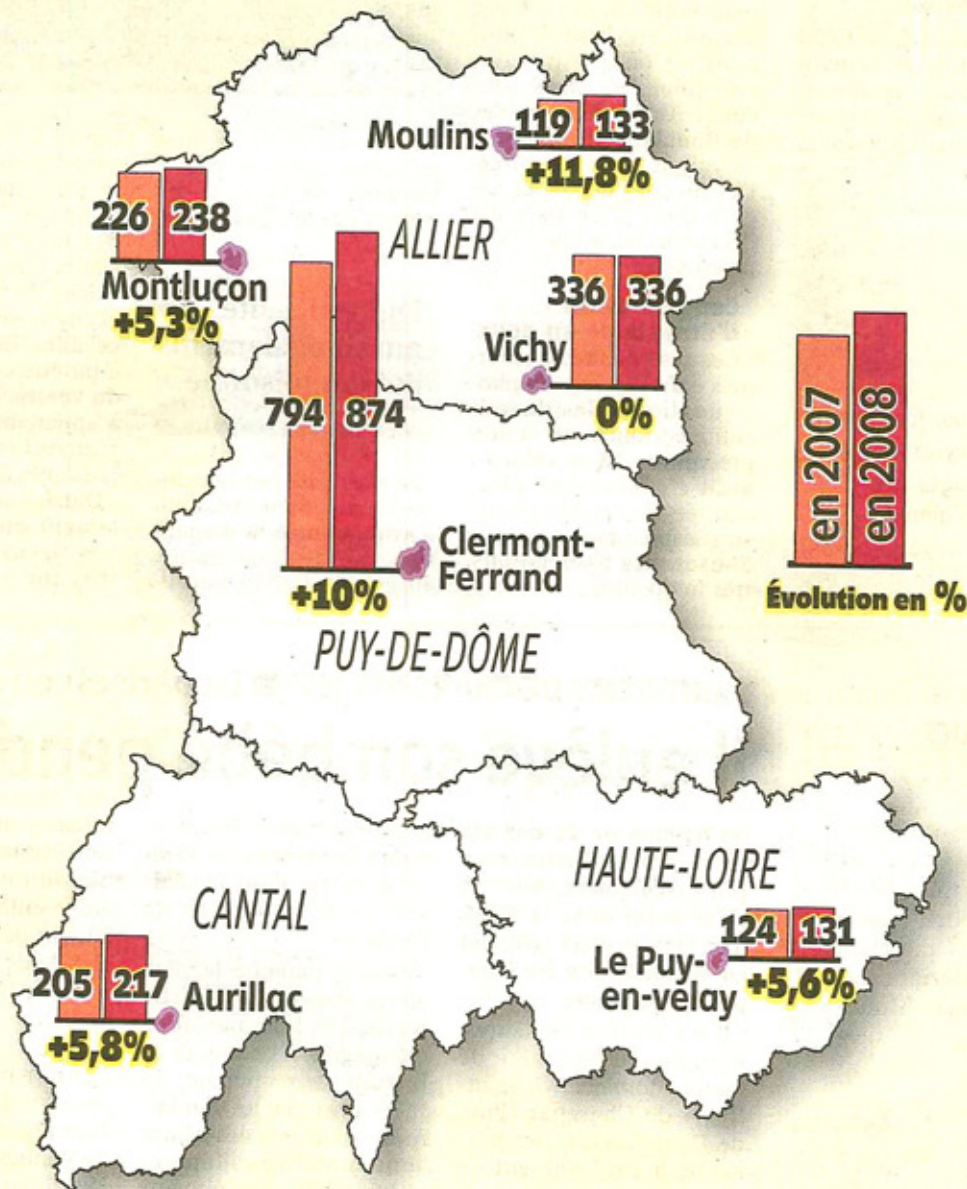 Moulins
119 133
+11,8%
226 238
Montluçon
+5,3%
ALLIER
336 336
Vichy
0%
794 874
Clermont-
Ferrand
+10%
PUY-DE-DÔME
en 2007
en 2008
Évolution en %
CANTAL
205 217
Aurillac
+5,8%
HAUTE-LOIRE
124 131
Le Puy-
en-velay
+5,6%